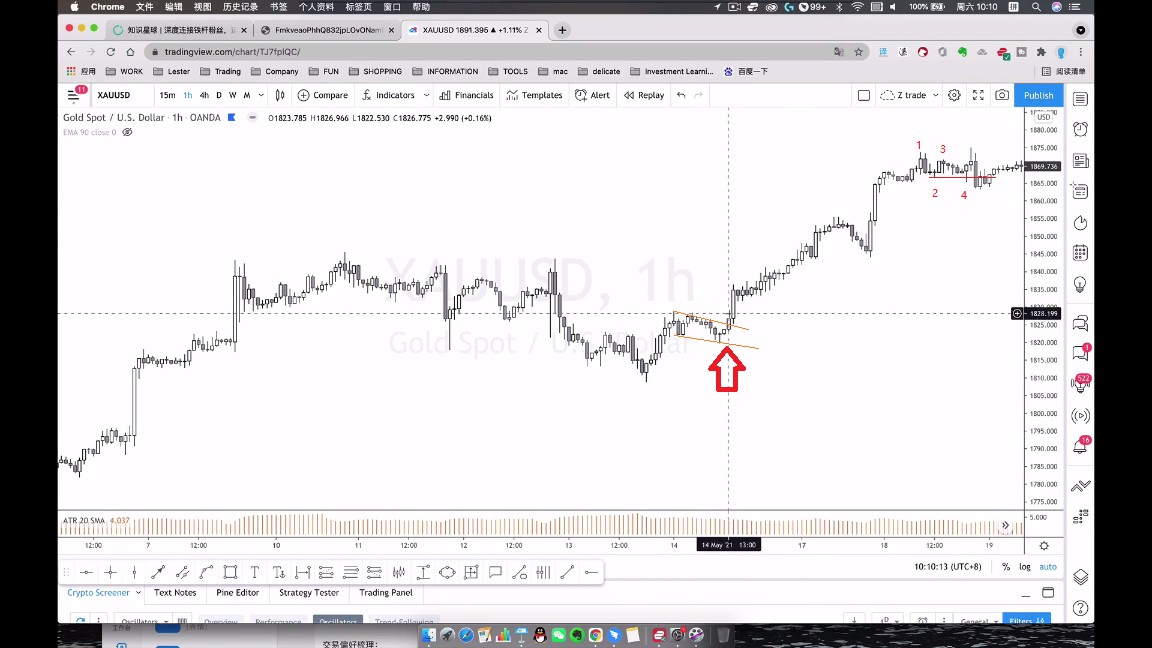 Chrome 文件 编辑 视图 历史记录 书签 个人资料 标签页 窗口 帮助 99+ 100% 周六 10:10 拼
知识星球 | 深度连接铁杆粉丝, FmkveaoPhhQ832jpLOvONaml XAUUSD 1891.395 ▲ +1.11% Z
tradingview.com/chart/TJ7fpIQC/
应用 WORK Lester Trading Company FUN SHOPPING INFORMATION TOOLS mac delicate Investment Learni... 百度一下 阅读清单
11 XAUUSD 15m 1h 4h D W M Compare Indicators Financials Templates Alert Replay Z trade Publish
Gold Spot / U.S. Dollar · 1h · OANDA O1823.785 H1826.966 L1822.530 C1826.775 +2.990 (+0.16%)
EMA 90 close 0
USD
1880.000
1875.000
1869.736
1865.000
1860.000
1855.000
1850.000
1845.000
1840.000
1835.000
1828.199
1825.000
1820.000
1815.000
1810.000
1805.000
1800.000
1795.000
1790.000
1785.000
1780.000
1775.000
1 3
2 4
XAUUSD, 1h
Gold Spot / U.S. Dollar
1
522
16
ATR 20 SMA 4.037
5.000
12:00 7 12:00 10 12:00 11 12:00 12 12:00 13 12:00 14 14 May '21 13:00 17 12:00 18 12:00 19
10:10:13 (UTC+8) % log auto
Crypto Screener Text Notes Pine Editor Strategy Tester Trading Panel
Oscillators Overview Performance Oscillators Trend-Following General Filters
交易偏好梳理: